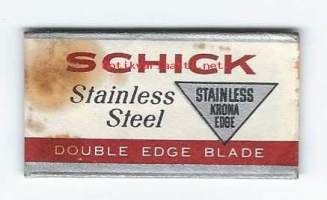 SCHICK
Stainless
Steel
STAINLESS
KRONA
EDGE
DOUBLE EDGE BLADE